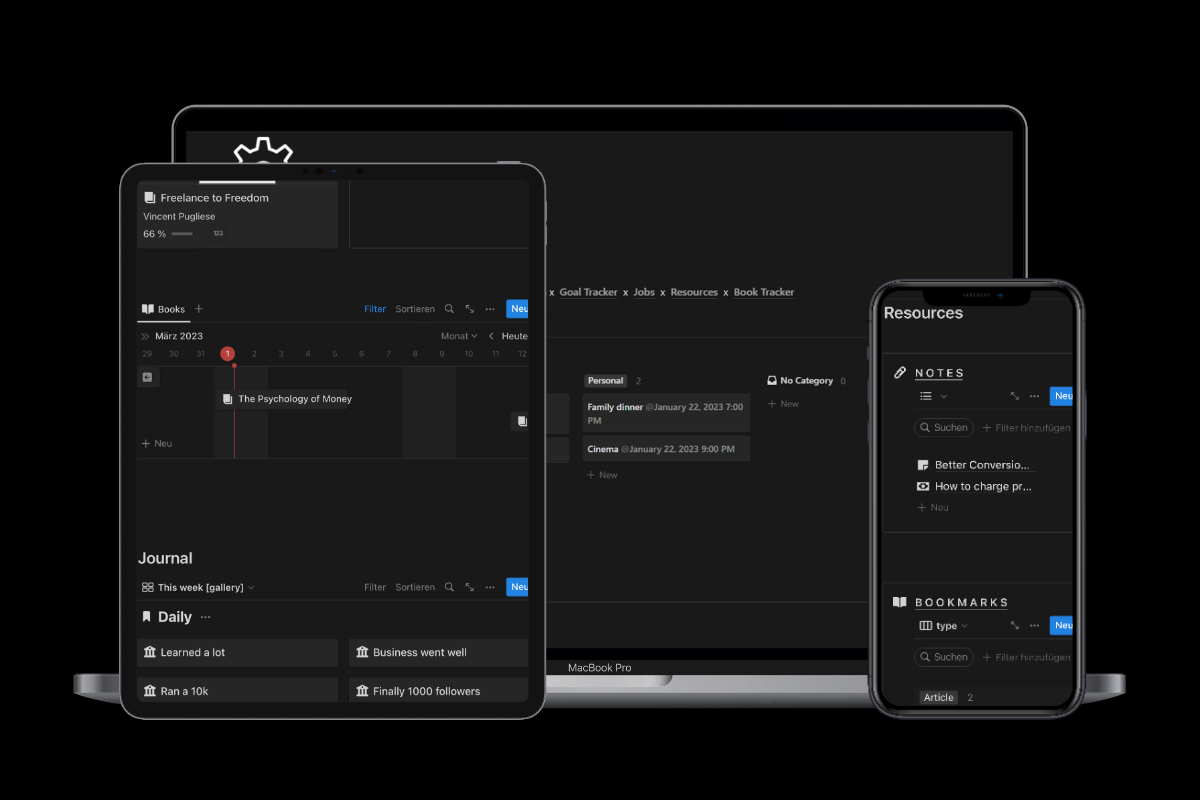 Freelance to Freedom
Vincent Pugliese
66 %
123
Books
Filter Sortieren Neu
März 2023
Monat Heute
29 30 31 1 2 3 4 5 6 7 8 9 10 11 12
The Psychology of Money
+ Neu
Journal
This week [gallery]
Filter Sortieren Neu
Daily
Learned a lot
Business went well
Ran a 10k
Finally 1000 followers
x Goal Tracker x Jobs x Resources x Book Tracker
Personal 2
Family dinner @January 22, 2023 7:00
PM
Cinema @January 22, 2023 9:00 PM
+ New
No Category 0
+ New
MacBook Pro
Resources
NOTES
Neu
Suchen + Filter hinzufügen
Better Conversio...
How to charge pr...
+ Neu
BOOKMARKS
type Neu
Suchen + Filter hinzufügen
Article 2